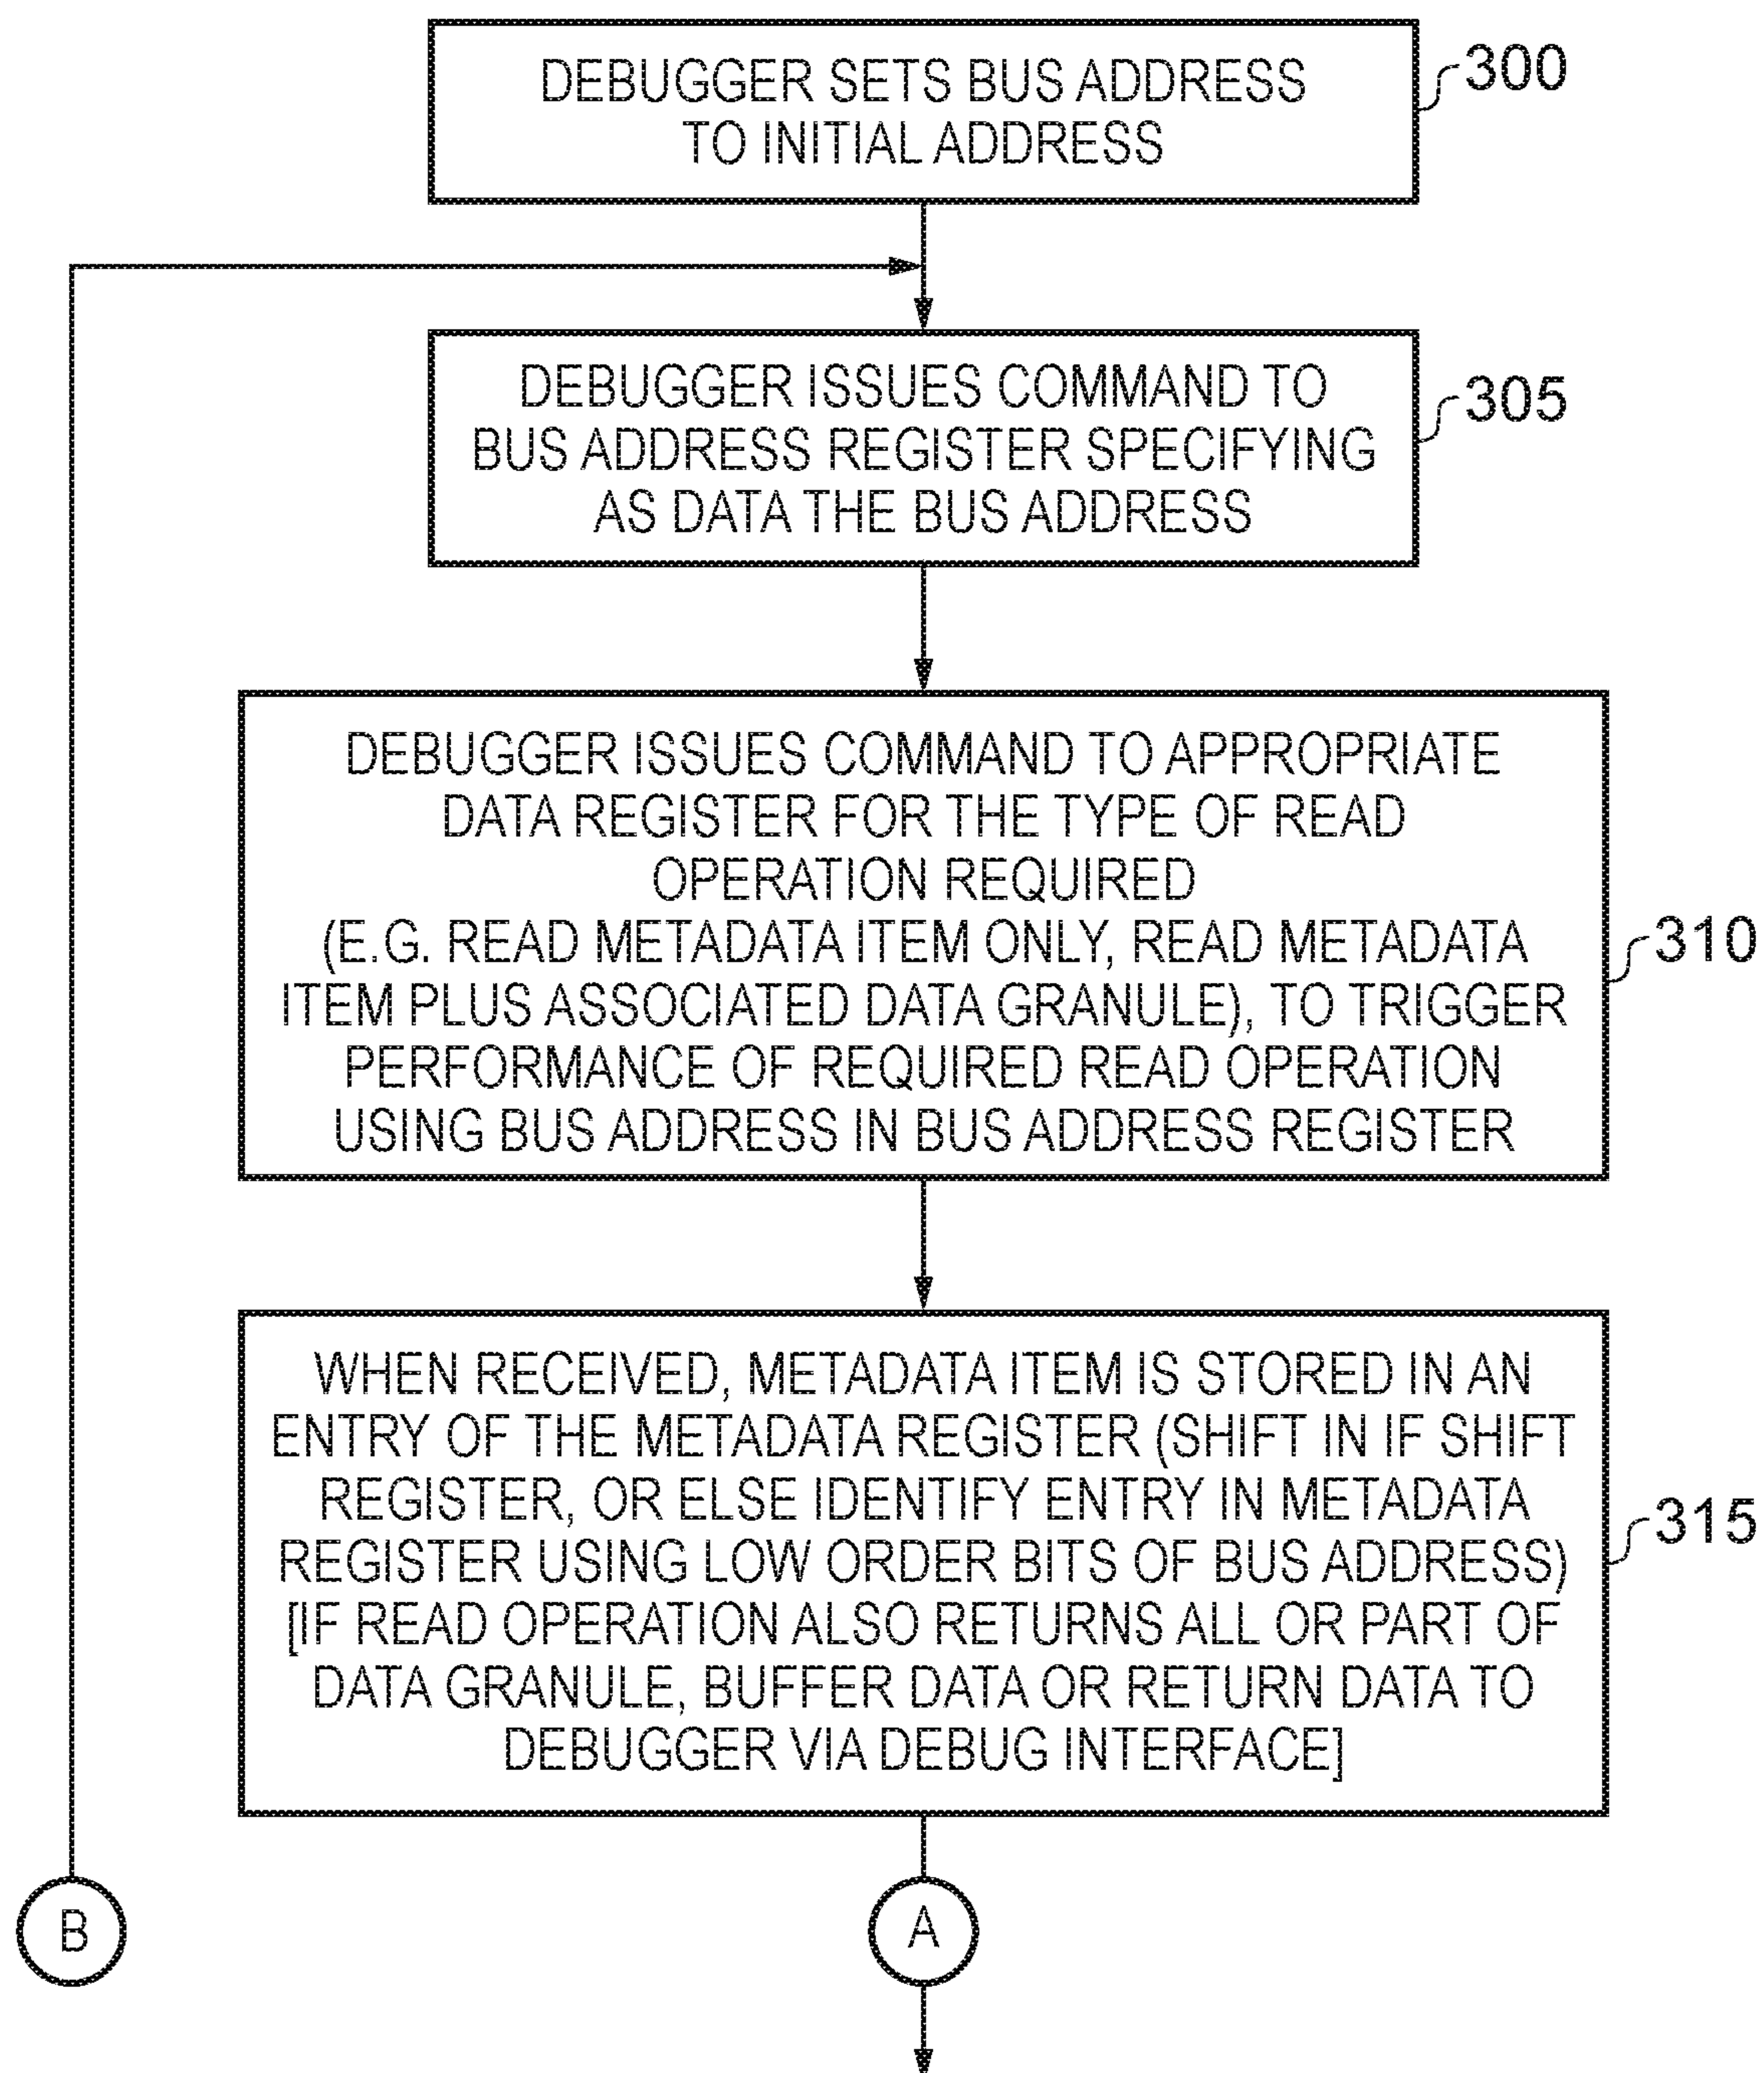 DEBUGGER SETS BUS ADDRESS
TO INITIAL ADDRESS
300
DEBUGGER ISSUES COMMAND TO
BUS ADDRESS REGISTER SPECIFYING
AS DATA THE BUS ADDRESS
305
DEBUGGER ISSUES COMMAND TO APPROPRIATE
DATA REGISTER FOR THE TYPE OF READ
OPERATION REQUIRED
(E.G. READ METADATA ITEM ONLY, READ METADATA
ITEM PLUS ASSOCIATED DATA GRANULE), TO TRIGGER
PERFORMANCE OF REQUIRED READ OPERATION
USING BUS ADDRESS IN BUS ADDRESS REGISTER
310
WHEN RECEIVED, METADATA ITEM IS STORED IN AN
ENTRY OF THE METADATA REGISTER (SHIFT IN IF SHIFT
REGISTER, OR ELSE IDENTIFY ENTRY IN METADATA
REGISTER USING LOW ORDER BITS OF BUS ADDRESS)
[IF READ OPERATION ALSO RETURNS ALL OR PART OF
DATA GRANULE, BUFFER DATA OR RETURN DATA TO
DEBUGGER VIA DEBUG INTERFACE]
315
B
A